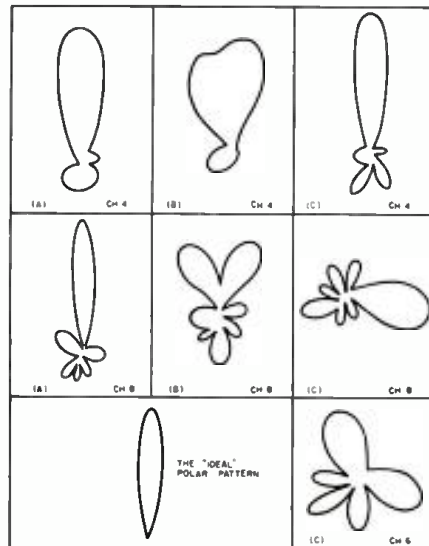 (A) CH 4
(B) CH 4
(C) CH 4
(A) CH 8
(B) CH 8
(C) CH 8
THE "IDEAL"
POLAR PATTERN
(C) CH 6